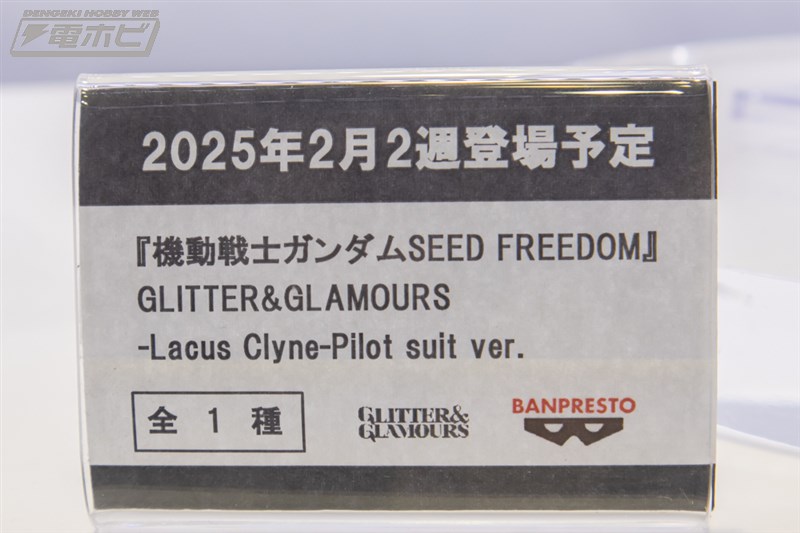 DENGEKI HOBBY WEB
電ホビ
2025年2月2週登場予定
『機動戦士ガンダムSEED FREEDOM』
GLITTER&GLAMOURS
-Lacus Clyne-Pilot suit ver.
全1種
GLITTER&
GLAMOURS
BANPRESTO